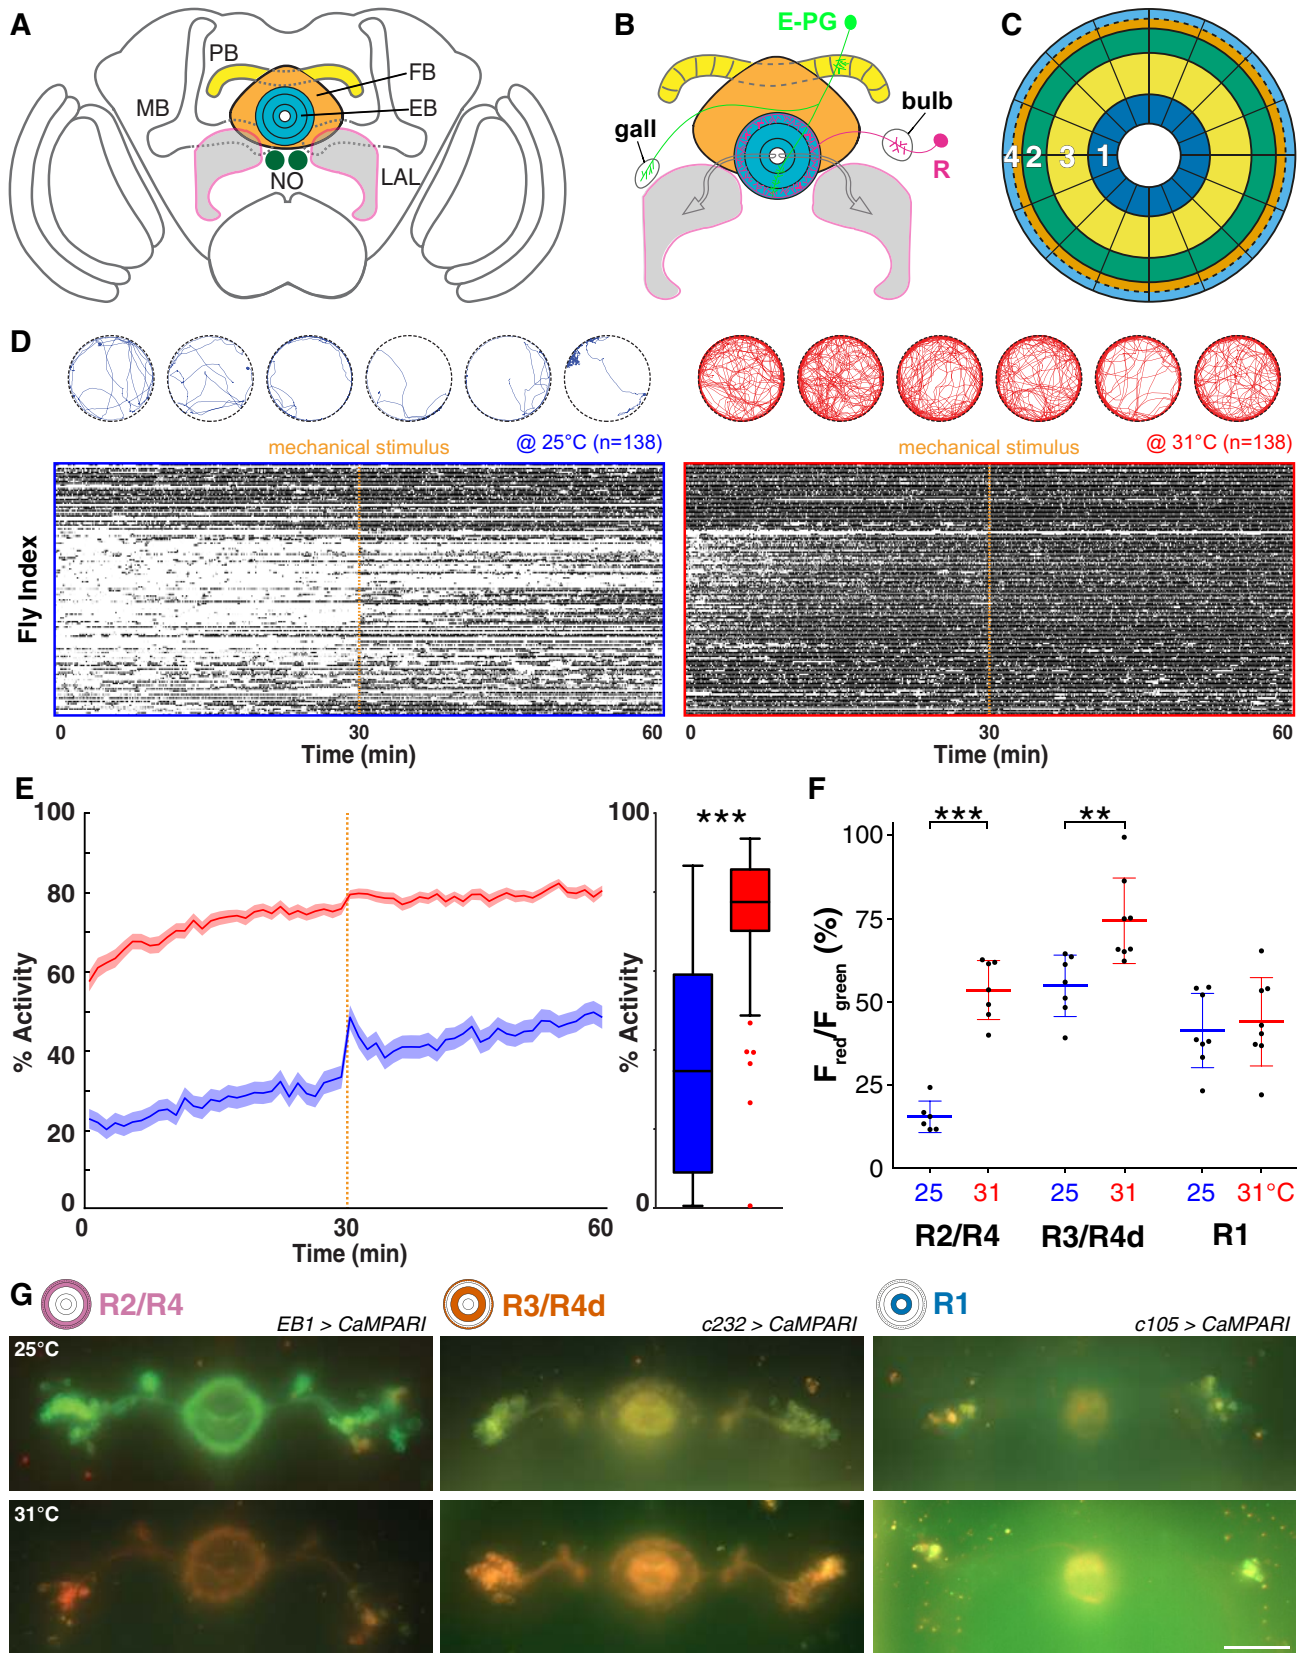 A
PB
FB
MB
EB
NO
LAL
B
E-PG
bulb
gall
R
C
4 2 3 1
D
mechanical stimulus
@ 25°C (n=138)
mechanical stimulus
@ 31°C (n=138)
Fly Index
0 30 60
Time (min)
0 30 60
Time (min)
E
% Activity
100
80
60
40
20
0
0 30 60
Time (min)
% Activity
100
0
***
F
Fred/Fgreen (%)
100
75
50
25
0
*** **
25 31 25 31 25 31°C
R2/R4 R3/R4d R1
G
R2/R4
EB1 > CaMPARI
R3/R4d
c232 > CaMPARI
R1
c105 > CaMPARI
25°C
31°C